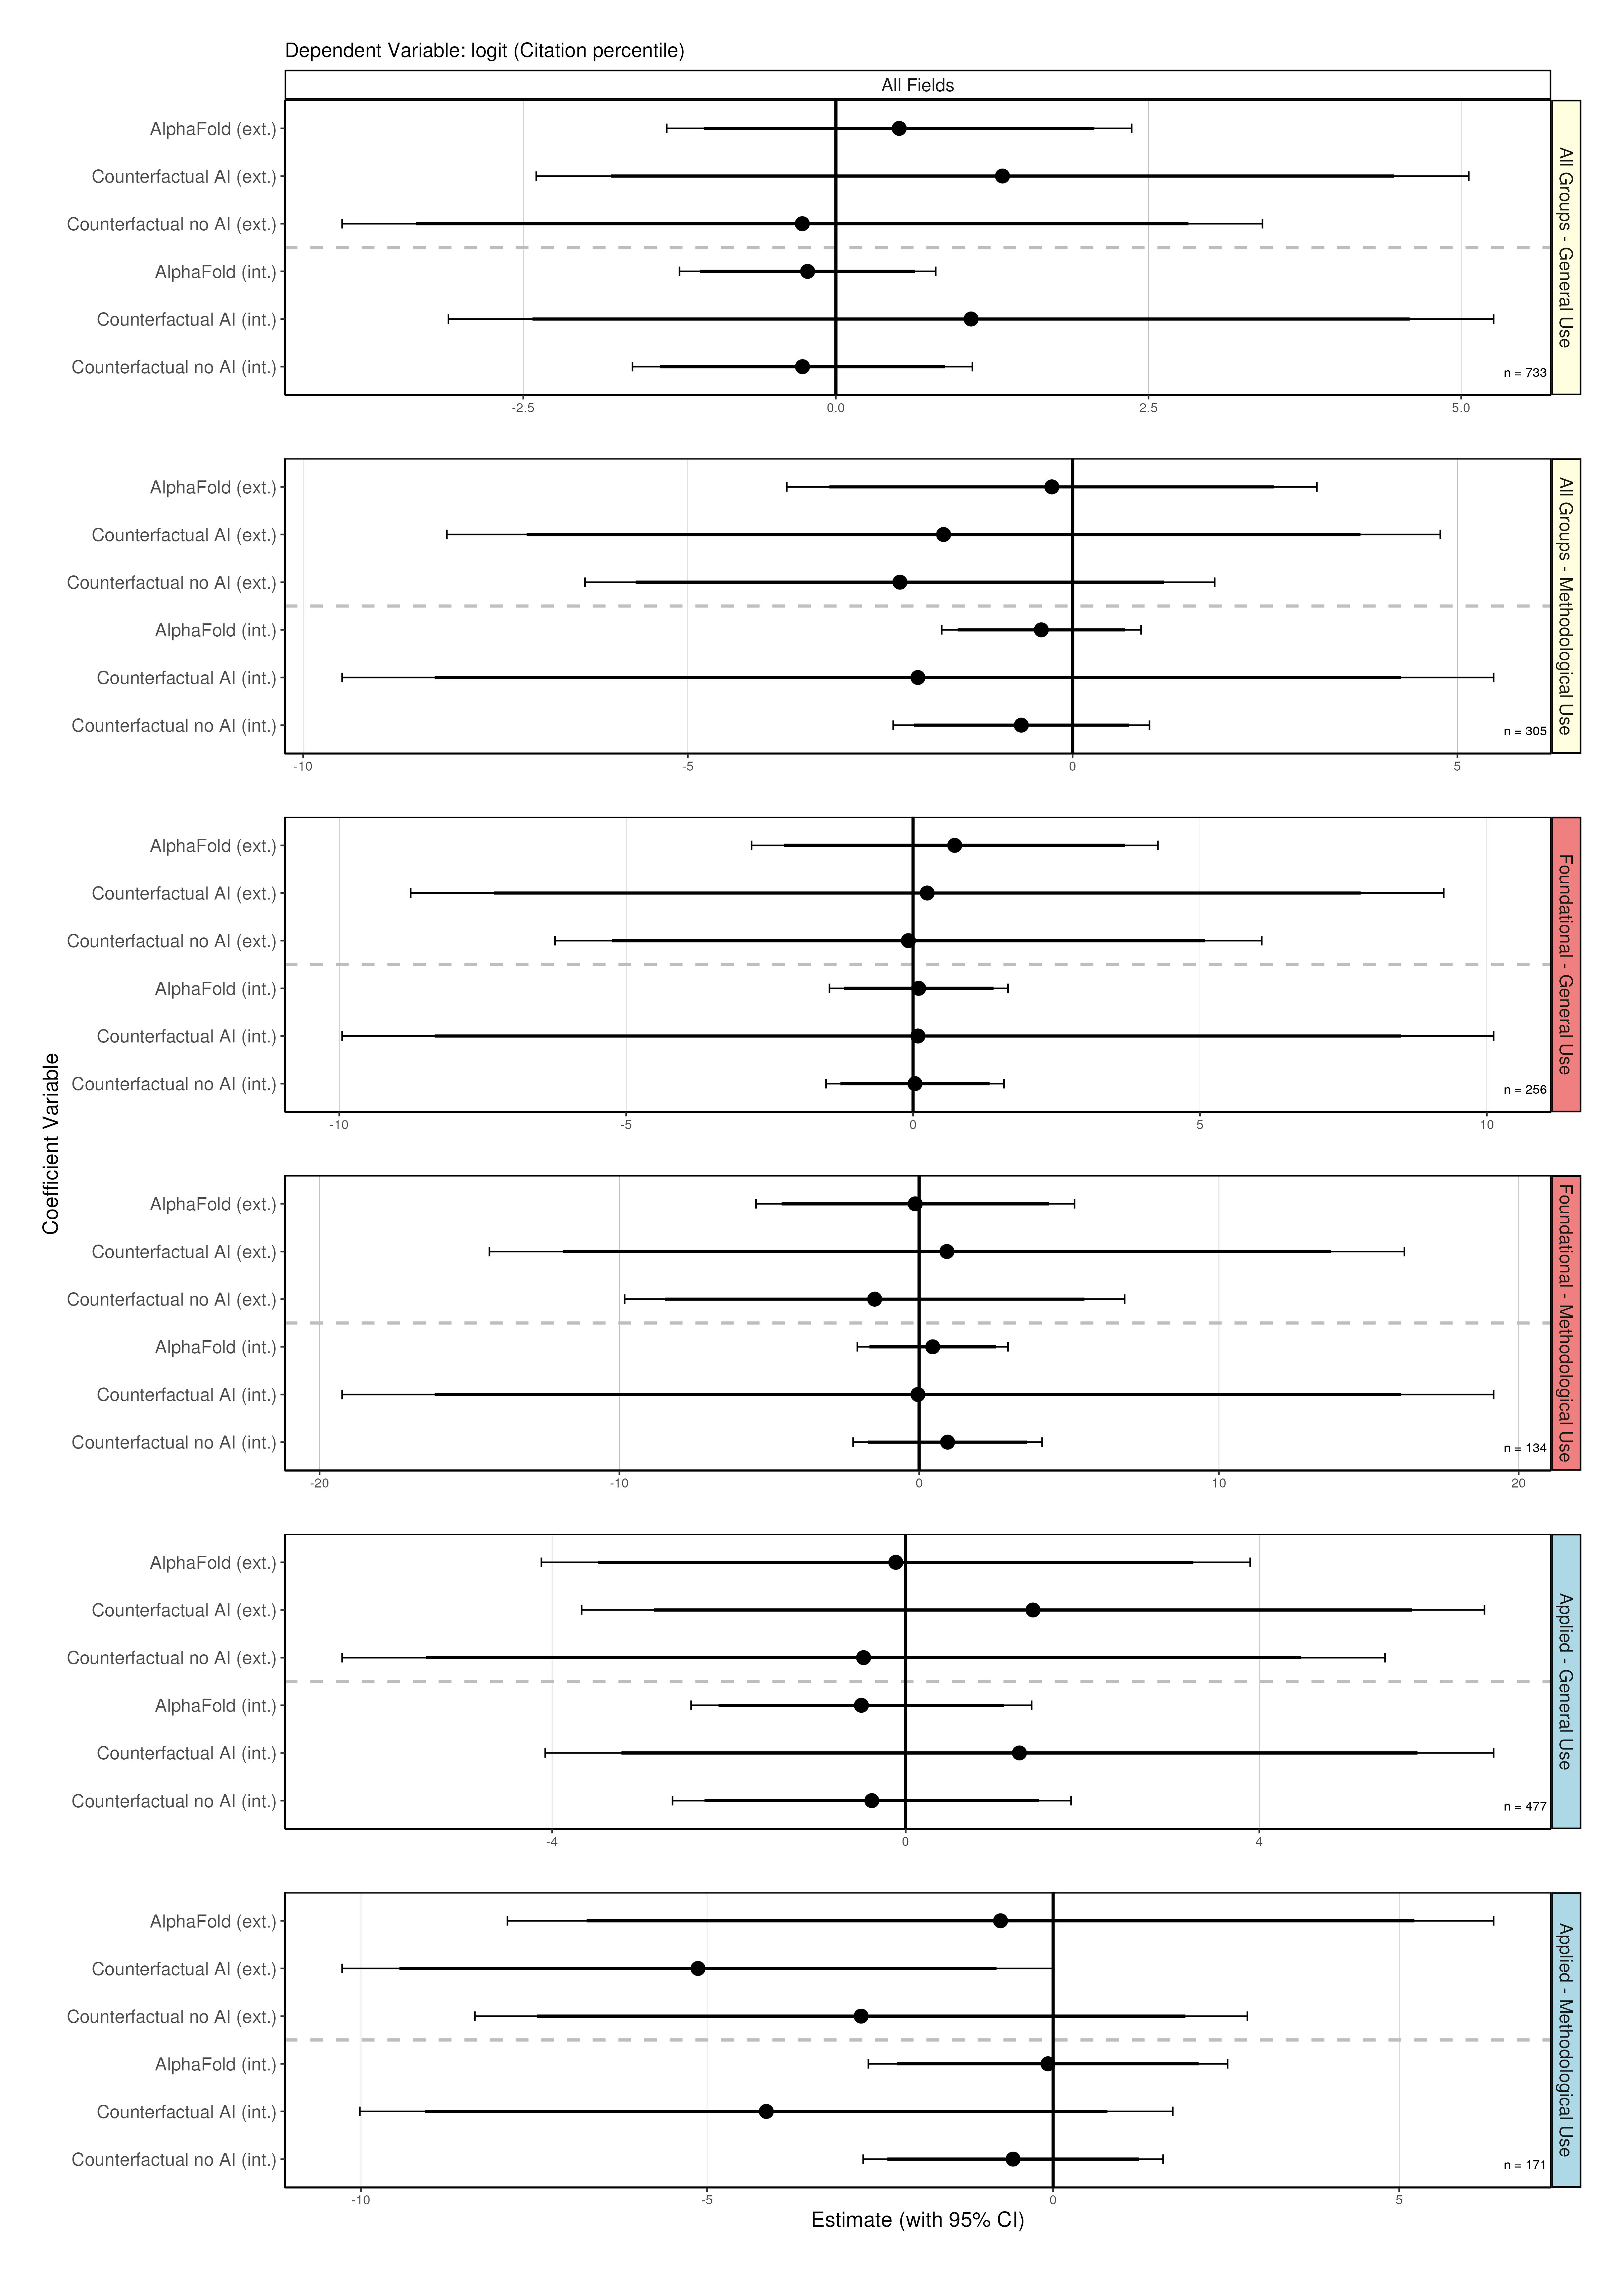 Dependent Variable: logit (Citation percentile)
All Fields
AlphaFold (ext.)
Counterfactual AI (ext.)
Counterfactual no AI (ext.)
AlphaFold (int.)
Counterfactual AI (int.)
Counterfactual no AI (int.)
n = 733
All Groups - General Use
-2.5 0.0 2.5 5.0
AlphaFold (ext.)
Counterfactual AI (ext.)
Counterfactual no AI (ext.)
AlphaFold (int.)
Counterfactual AI (int.)
Counterfactual no AI (int.)
n = 305
All Groups - Methodological Use
-10 -5 0 5
AlphaFold (ext.)
Counterfactual AI (ext.)
Counterfactual no AI (ext.)
AlphaFold (int.)
Counterfactual AI (int.)
Counterfactual no AI (int.)
n = 256
Foundational - General Use
-10 -5 0 5 10
Coefficient Variable
AlphaFold (ext.)
Counterfactual AI (ext.)
Counterfactual no AI (ext.)
AlphaFold (int.)
Counterfactual AI (int.)
Counterfactual no AI (int.)
n = 134
Foundational - Methodological Use
-20 -10 0 10 20
AlphaFold (ext.)
Counterfactual AI (ext.)
Counterfactual no AI (ext.)
AlphaFold (int.)
Counterfactual AI (int.)
Counterfactual no AI (int.)
n = 477
Applied - General Use
-4 0 4
AlphaFold (ext.)
Counterfactual AI (ext.)
Counterfactual no AI (ext.)
AlphaFold (int.)
Counterfactual AI (int.)
Counterfactual no AI (int.)
n = 171
Applied - Methodological Use
-10 -5 0 5
Estimate (with 95% CI)